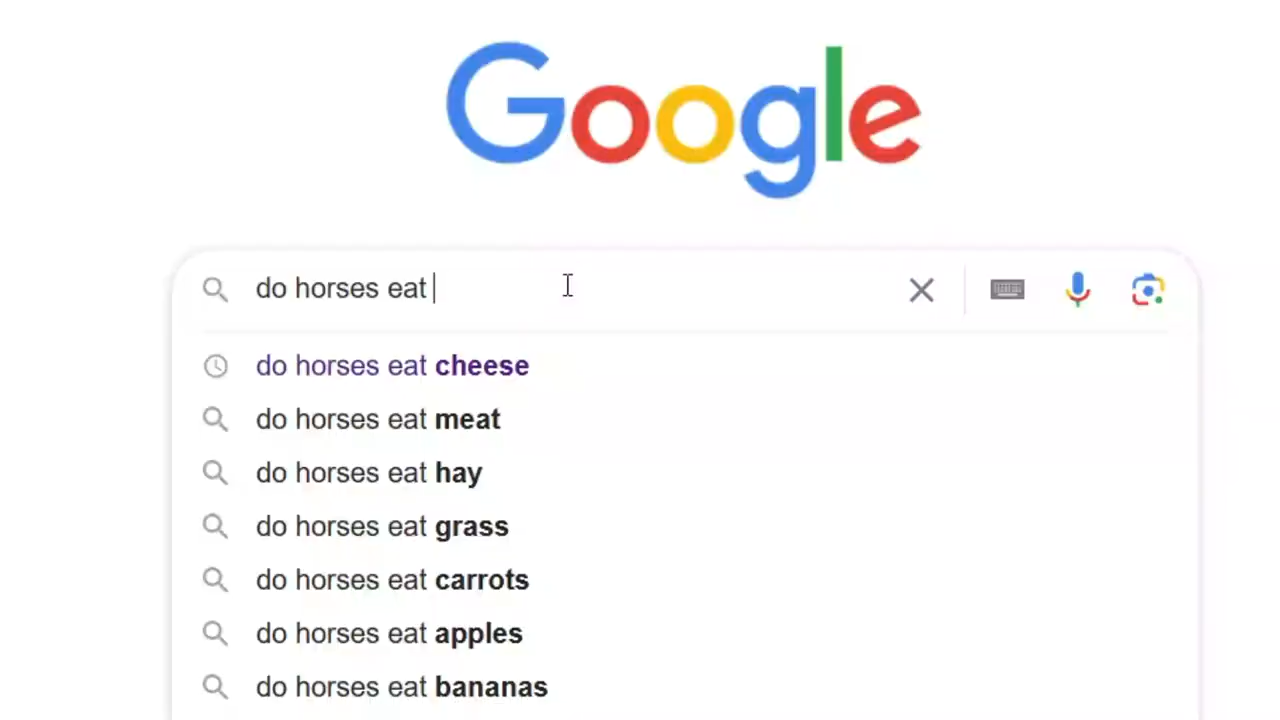 Google
do horses eat
do horses eat cheese
do horses eat meat
do horses eat hay
do horses eat grass
do horses eat carrots
do horses eat apples
do horses eat bananas